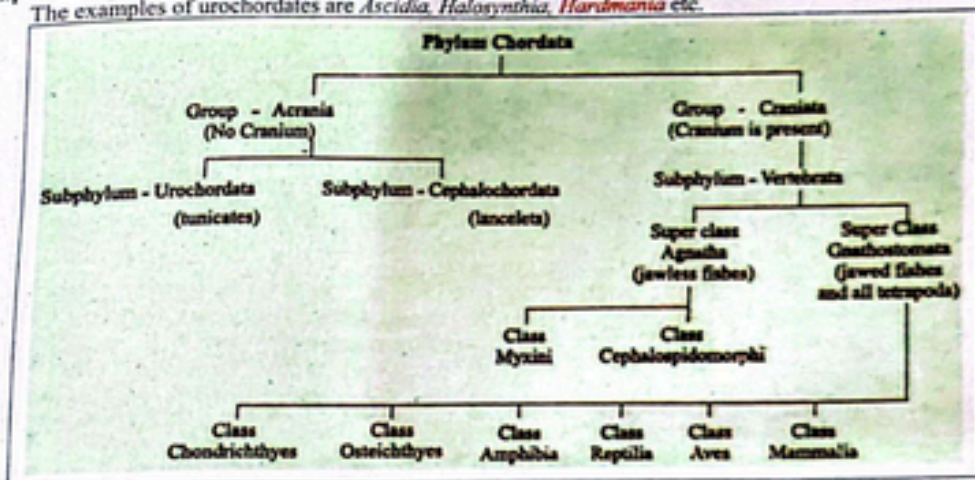 The examples of urochordates are Ascidia, Halosynthia, Hardmania etc.
Phylum Chordata
Group - Acrania
(No Cranium)
Group - Craniata
(Cranium is present)
Subphylum - Urochordata
(tunicates)
Subphylum - Cephalochordata
(lancelets)
Subphylum - Vertebrata
Super class
Agnatha
(jawless fishes)
Super Class
Gnathostomata
(jawed fishes
and all tetrapoda)
Class
Myxini
Class
Cephalospidomorphi
Class
Chondrichthyes
Class
Osteichthyes
Class
Amphibia
Class
Reptilia
Class
Aves
Class
Mammalia